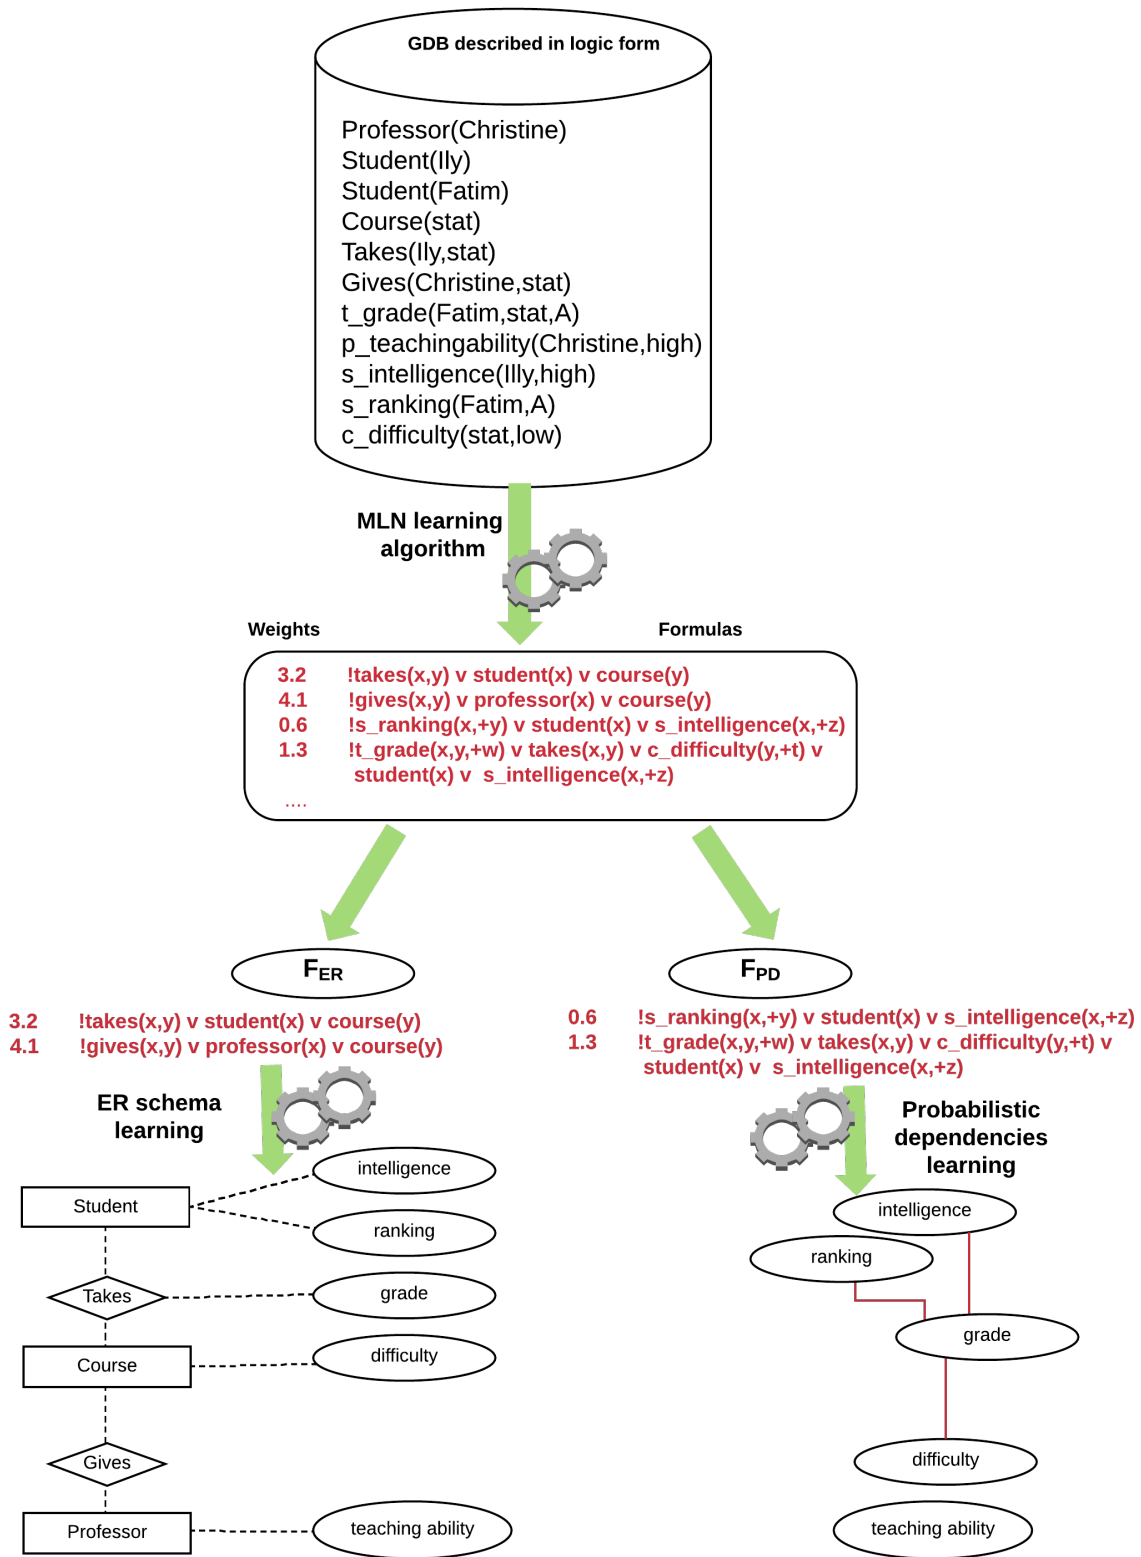 GDB described in logic form
Professor(Christine)
Student(Ily)
Student(Fatim)
Course(stat)
Takes(Ily,stat)
Gives(Christine,stat)
t_grade(Fatim,stat,A)
p_teachingability(Christine,high)
s_intelligence(Illy,high)
s_ranking(Fatim,A)
c_difficulty(stat,low)
MLN learning
algorithm
Weights Formulas
3.2 !takes(x,y) v student(x) v course(y)
4.1 !gives(x,y) v professor(x) v course(y)
0.6 !s_ranking(x,+y) v student(x) v s_intelligence(x,+z)
1.3 !t_grade(x,y,+w) v takes(x,y) v c_difficulty(y,+t) v
student(x) v s_intelligence(x,+z)
....
FER
3.2 !takes(x,y) v student(x) v course(y)
4.1 !gives(x,y) v professor(x) v course(y)
ER schema
learning
Student
intelligence
ranking
Takes
grade
Course
difficulty
Gives
Professor
teaching ability
FPD
0.6 !s_ranking(x,+y) v student(x) v s_intelligence(x,+z)
1.3 !t_grade(x,y,+w) v takes(x,y) v c_difficulty(y,+t) v
student(x) v s_intelligence(x,+z)
Probabilistic
dependencies
learning
intelligence
ranking
grade
difficulty
teaching ability